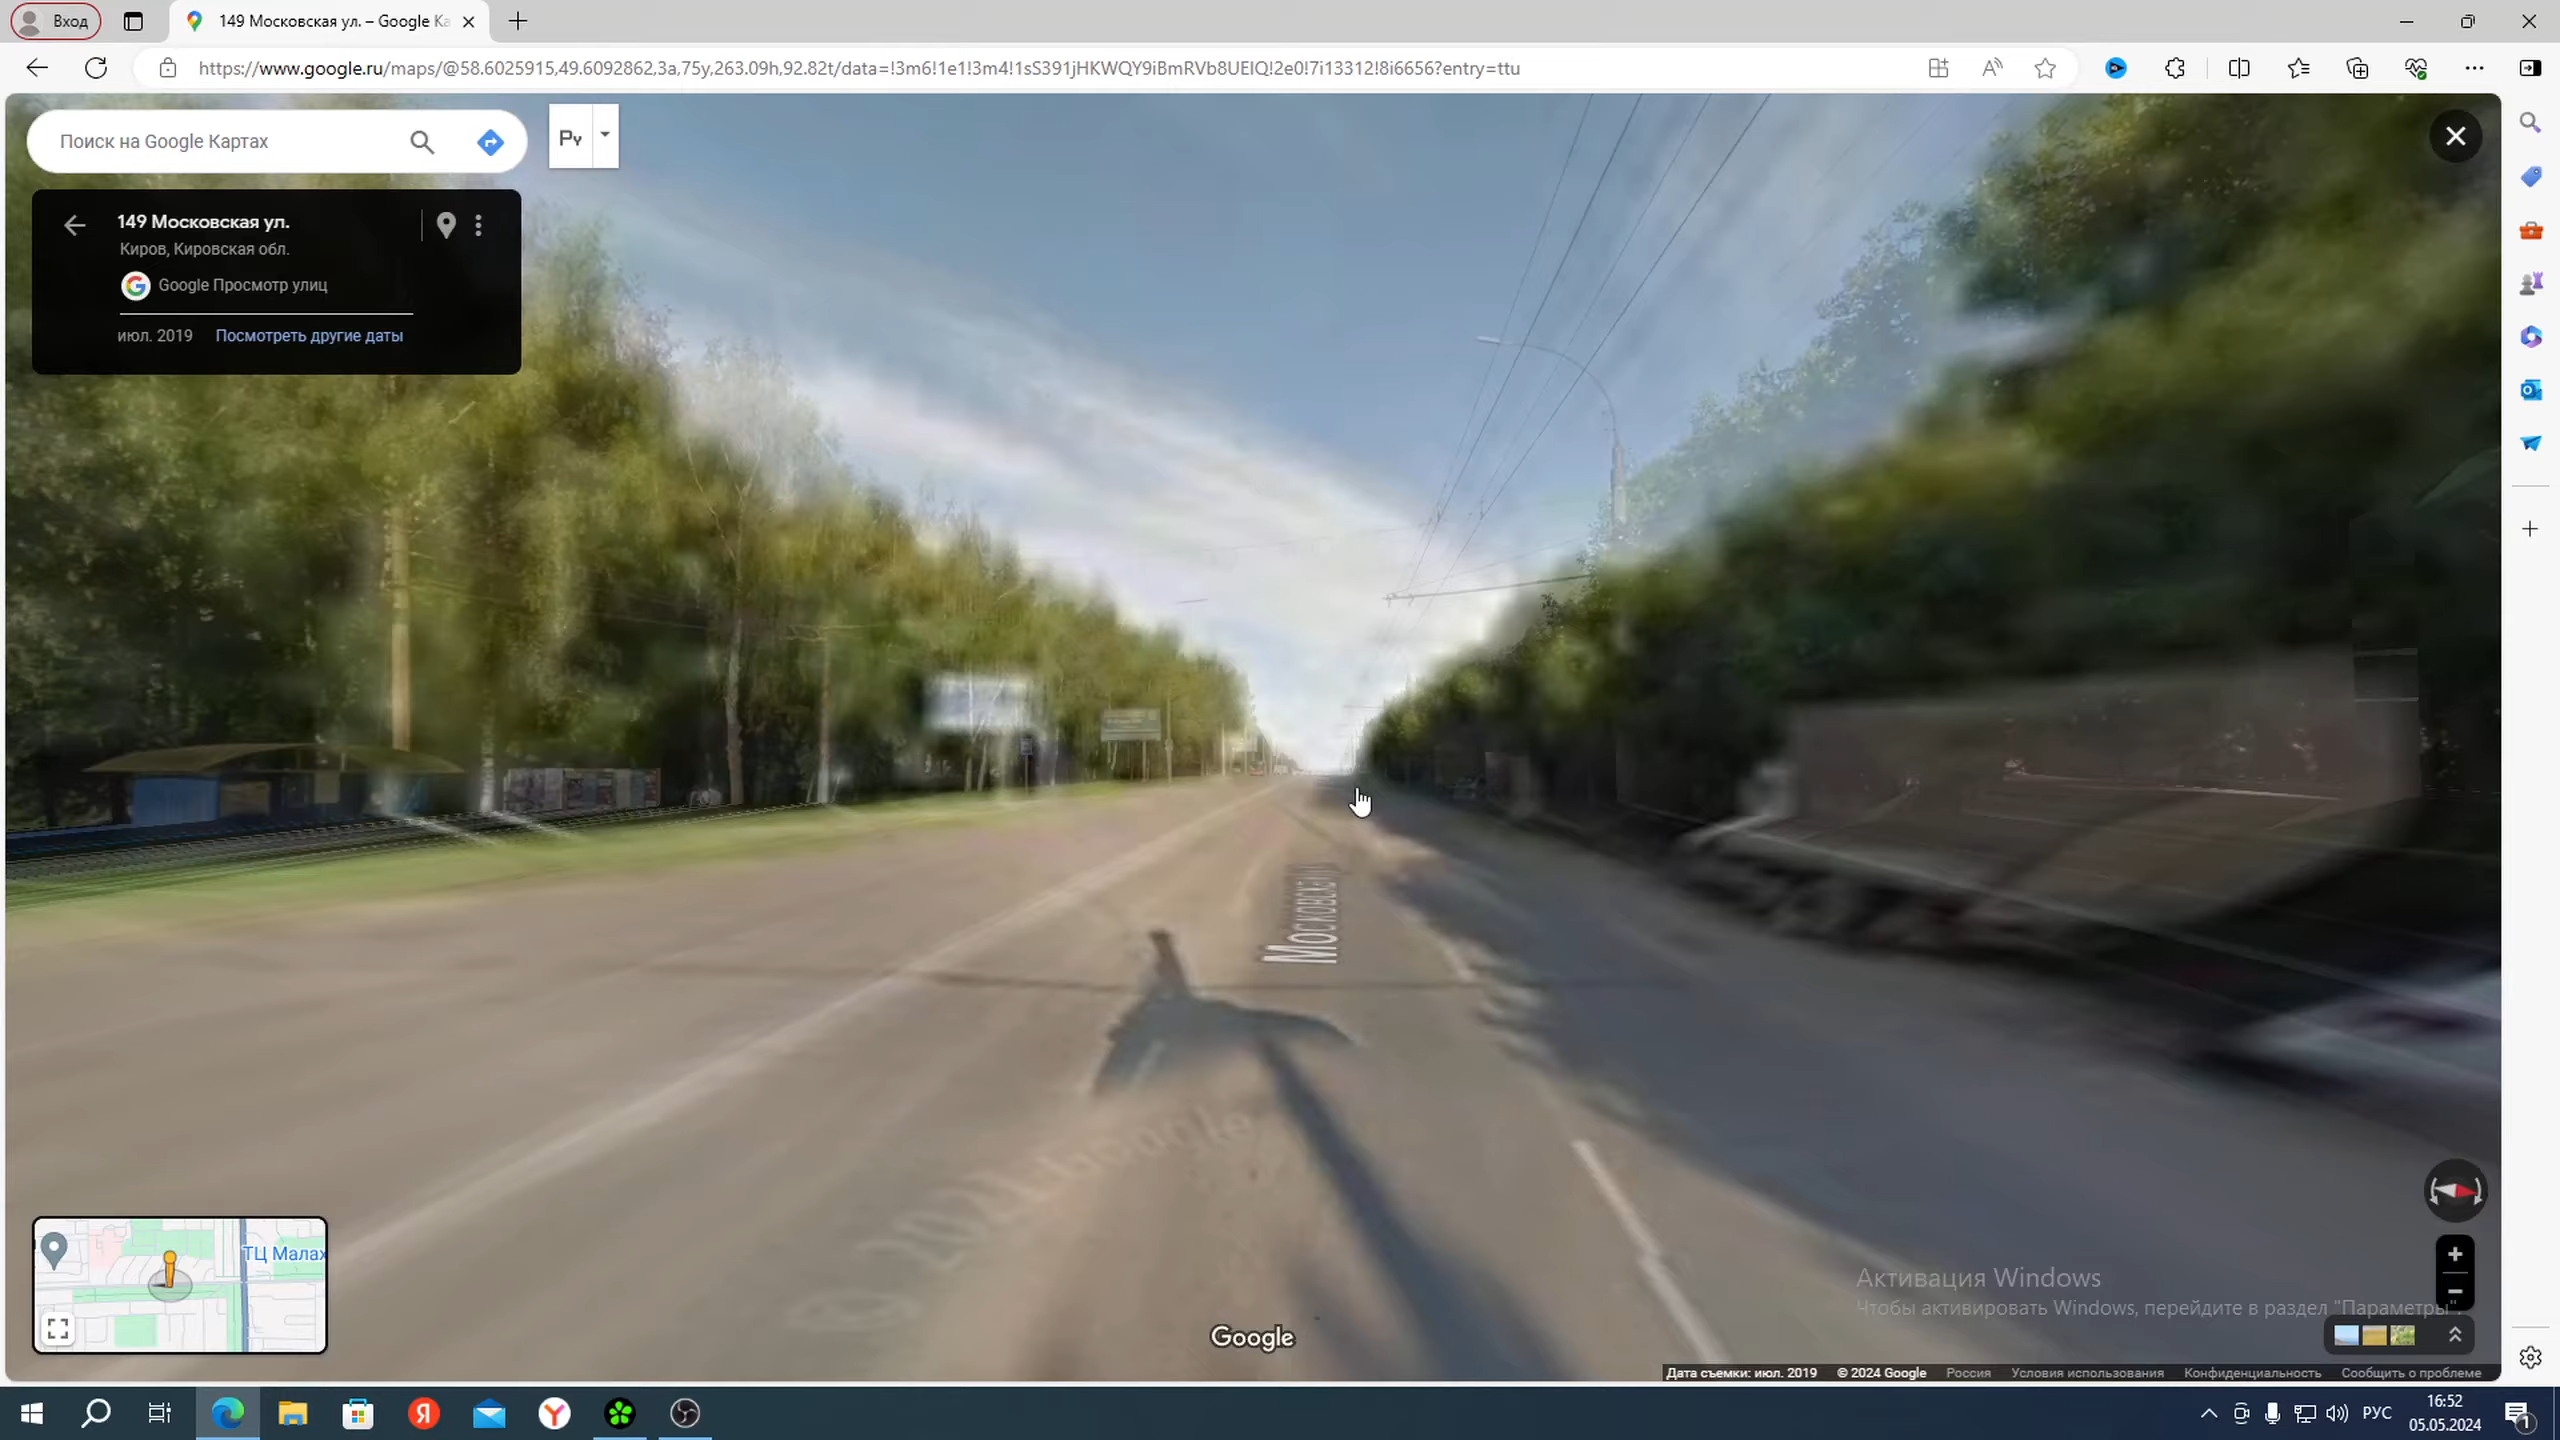 Вход
149 Московская ул. – Google Ка
https://www.google.ru/maps/@58.6025915,49.6092862,3a,75y,263.09h,92.82t/data=!3m6!1e1!3m4!1sS391jHKWQY9iBmRVb8UEIQ!2e0!7i13312!8i6656?entry=ttu
Поиск на Google Картах
149 Московская ул.
Киров, Кировская обл.
Google Просмотр улиц
июл. 2019 Посмотреть другие даты
Московская
ТЦ Малах
Активация Windows
Чтобы активировать Windows, перейдите в раздел "Параметры".
Google
Дата съемки: июл. 2019 © 2024 Google Россия Условия использования Конфиденциальность Сообщить о проблеме
РУС
16:52
05.05.2024
1